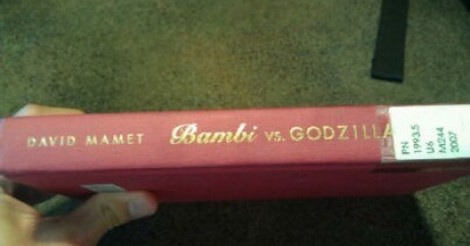 DAVID MAMET Bambi vs. GODZILLA
PN
1993.5
U6
M244
2007